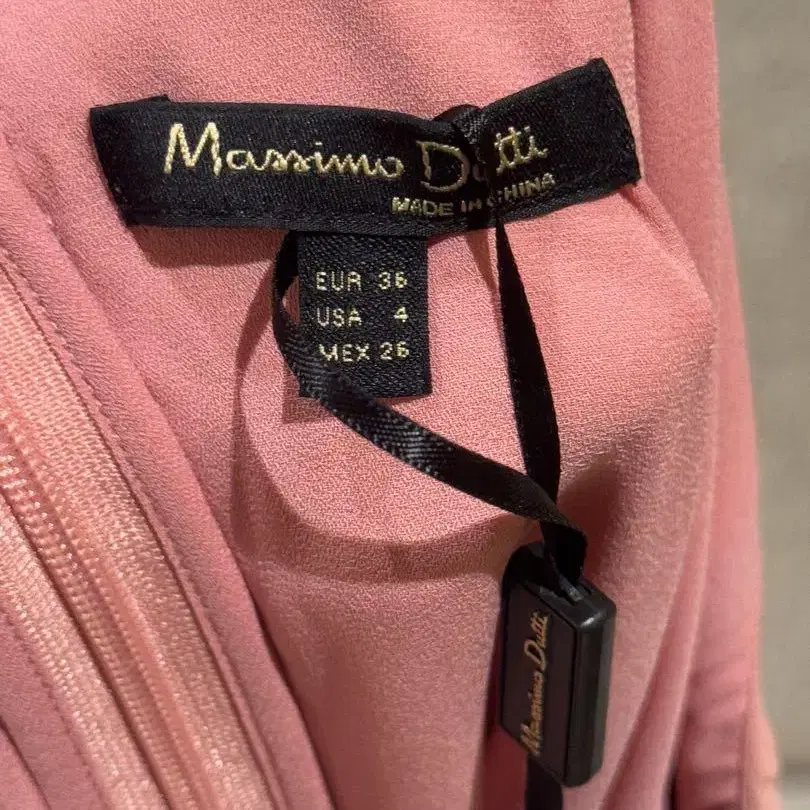 Massimo Dutti
MADE IN CHINA
EUR 36
USA 4
MEX 26
Massimo Dutti